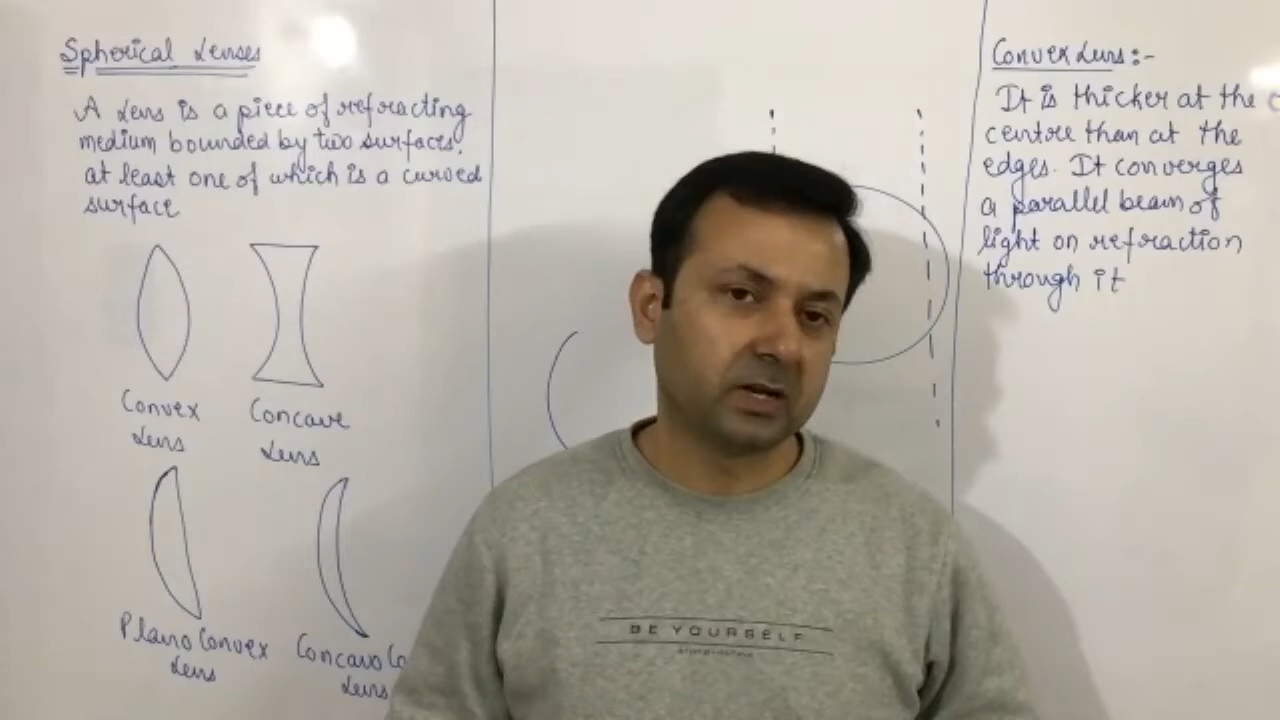 Spherical Lenses
A Lens is a piece of refracting
medium bounded by two surfaces,
at least one of which is a curved
surface
Convex
Lens
Concave
Lens
Plano Convex
Lens
Concavo Co
Lens
Convex Lens :-
It is thicker at the
centre than at the
edges. It converges
a parallel beam of
light on refraction
through it
BE YOURSELF